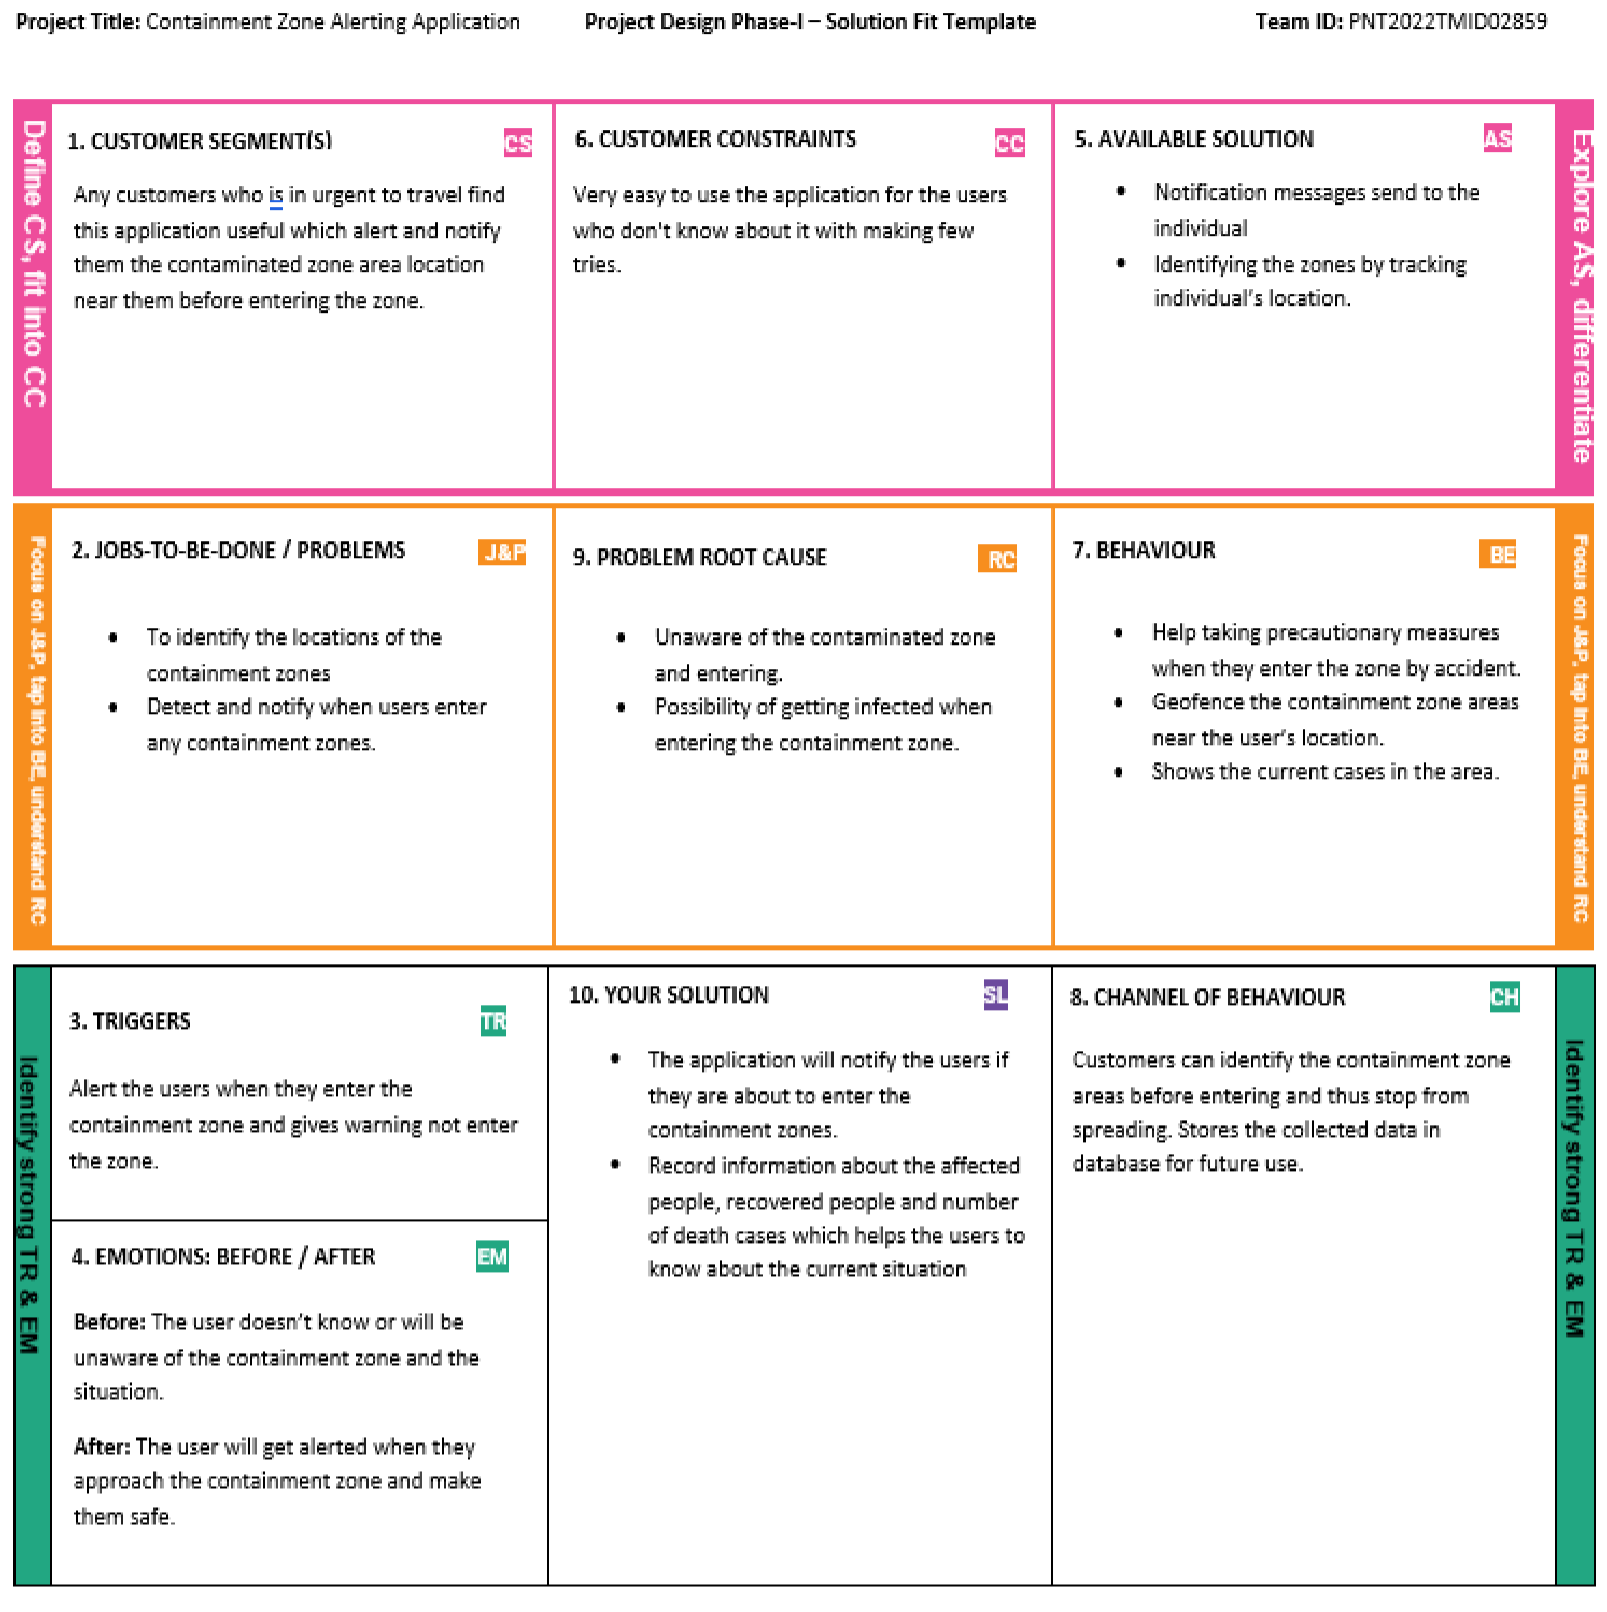 Project Title: Containment Zone Alerting Application
Project Design Phase-I – Solution Fit Template
Team ID: PNT2022TMID02859
Define CS, fit into CC
1. CUSTOMER SEGMENT(S)
CS
Any customers who is in urgent to travel find
this application useful which alert and notify
them the contaminated zone area location
near them before entering the zone.
6. CUSTOMER CONSTRAINTS
CC
Very easy to use the application for the users
who don't know about it with making few
tries.
5. AVAILABLE SOLUTION
AS
• Notification messages send to the
individual
• Identifying the zones by tracking
individual's location.
Explore AS, differentiate
Focus on J&P, tap into BE, understand RC
2. JOBS-TO-BE-DONE / PROBLEMS
J&P
• To identify the locations of the
containment zones
• Detect and notify when users enter
any containment zones.
9. PROBLEM ROOT CAUSE
RC
• Unaware of the contaminated zone
and entering.
• Possibility of getting infected when
entering the containment zone.
7. BEHAVIOUR
BE
• Help taking precautionary measures
when they enter the zone by accident.
• Geofence the containment zone areas
near the user's location.
• Shows the current cases in the area.
Focus on J&P, tap into BE, understand RC
Identify strong TR & EM
3. TRIGGERS
TR
Alert the users when they enter the
containment zone and gives warning not enter
the zone.
4. EMOTIONS: BEFORE / AFTER
EM
Before: The user doesn't know or will be
unaware of the containment zone and the
situation.
After: The user will get alerted when they
approach the containment zone and make
them safe.
10. YOUR SOLUTION
SL
• The application will notify the users if
they are about to enter the
containment zones.
• Record information about the affected
people, recovered people and number
of death cases which helps the users to
know about the current situation
8. CHANNEL OF BEHAVIOUR
CH
Customers can identify the containment zone
areas before entering and thus stop from
spreading. Stores the collected data in
database for future use.
Identify strong TR & EM